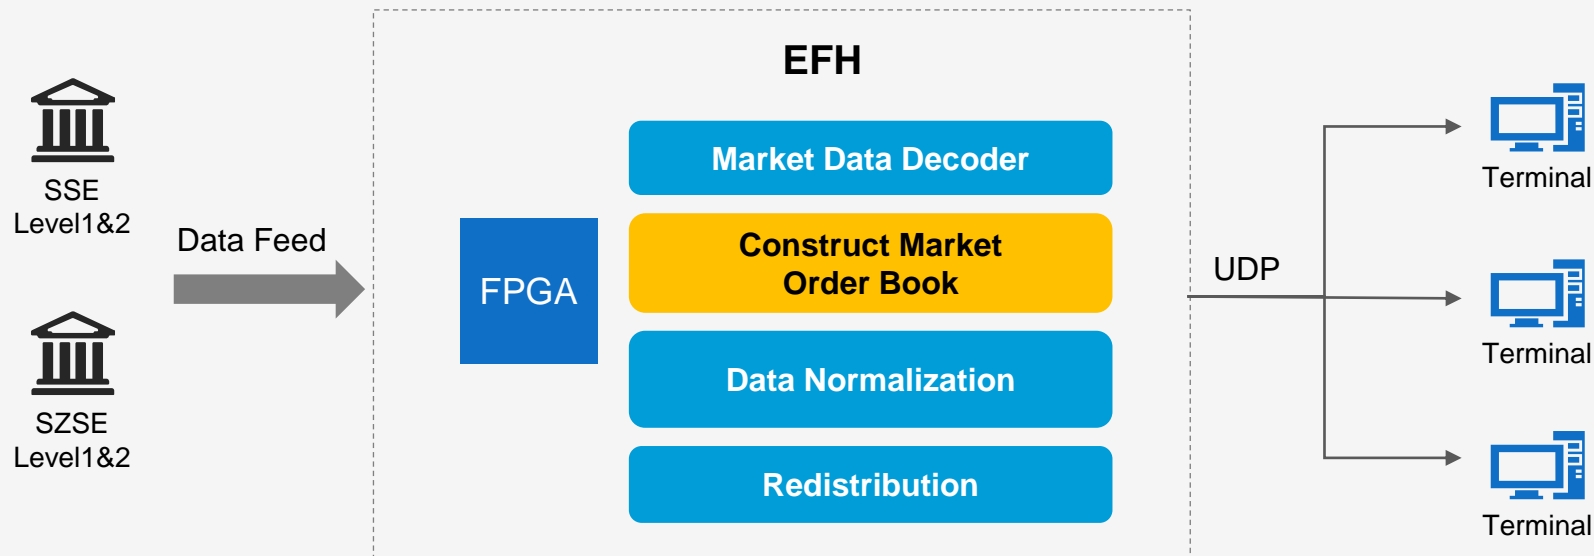 EFH
SSE
Level1&2
SZSE
Level1&2
Data Feed
FPGA
Market Data Decoder
Construct Market
Order Book
Data Normalization
Redistribution
UDP
Terminal
Terminal
Terminal